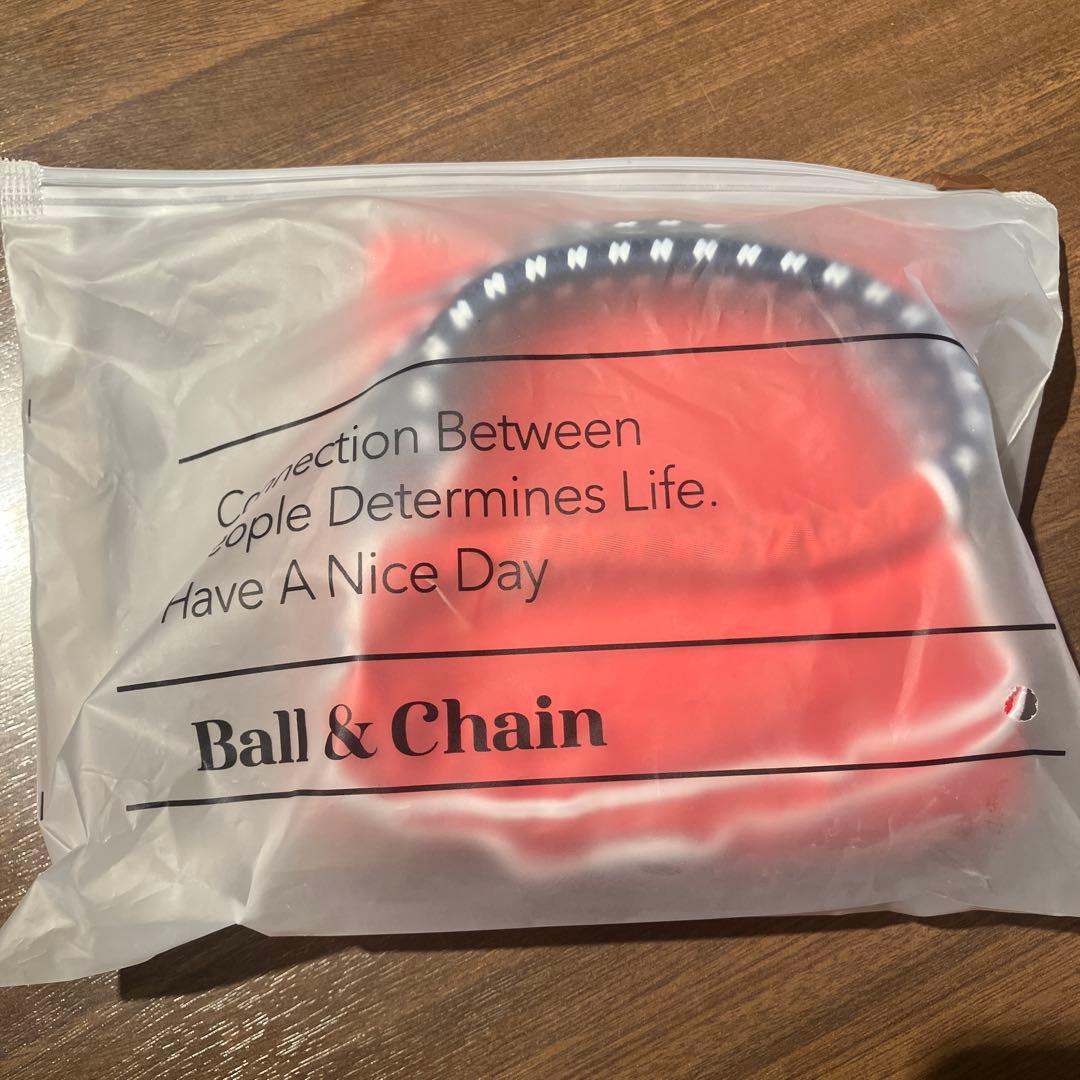 Connection Between
People Determines Life.
Have A Nice Day
Ball & Chain